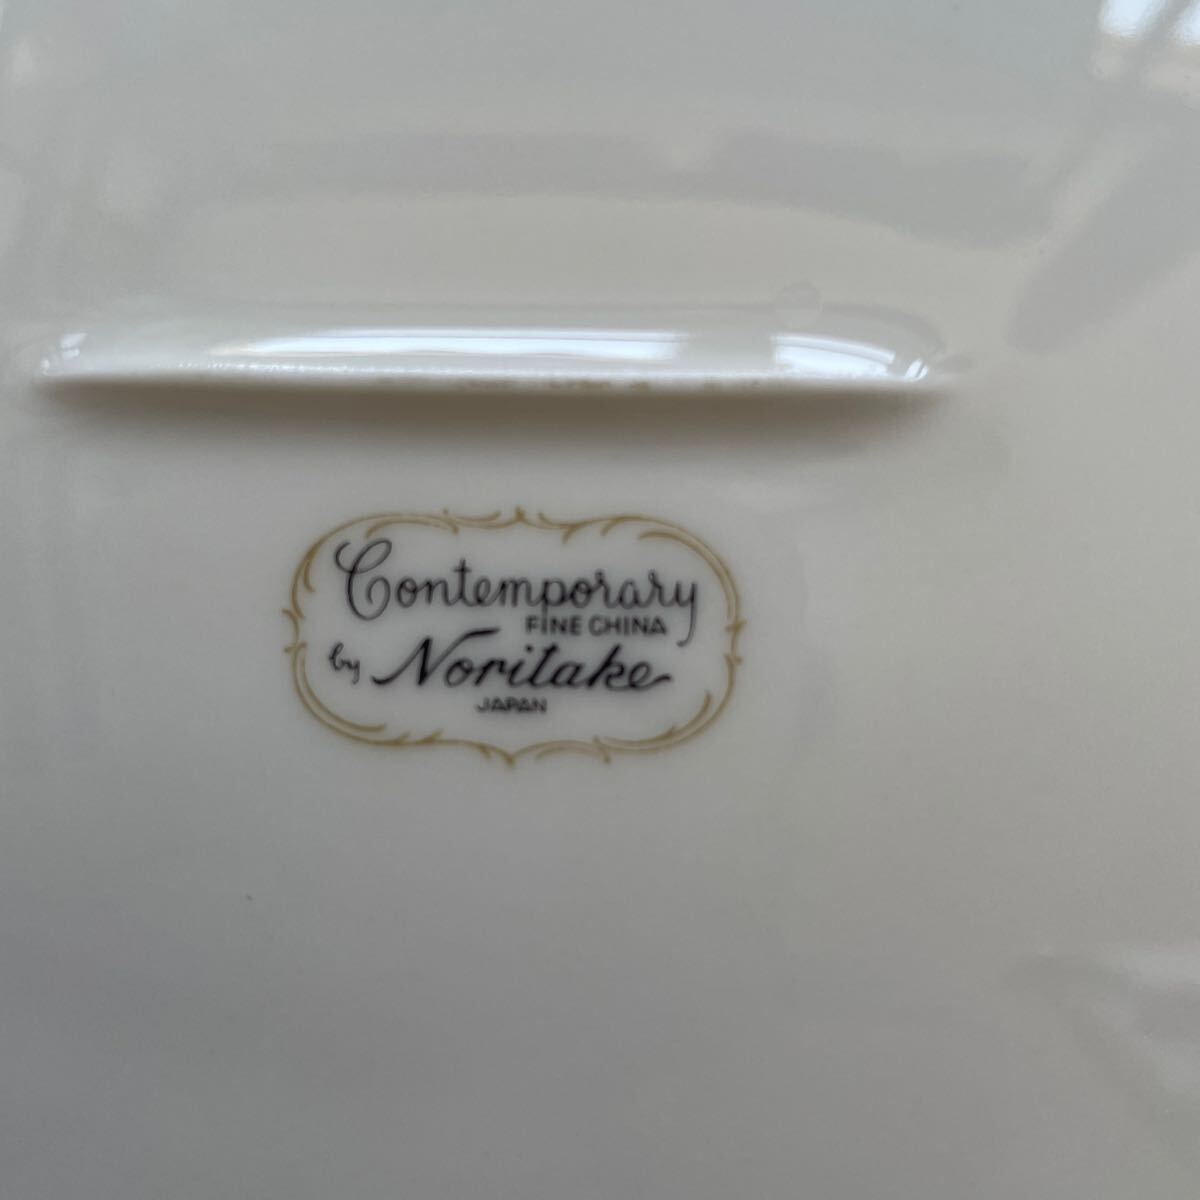 Contemporary
FINE CHINA
by Noritake
JAPAN